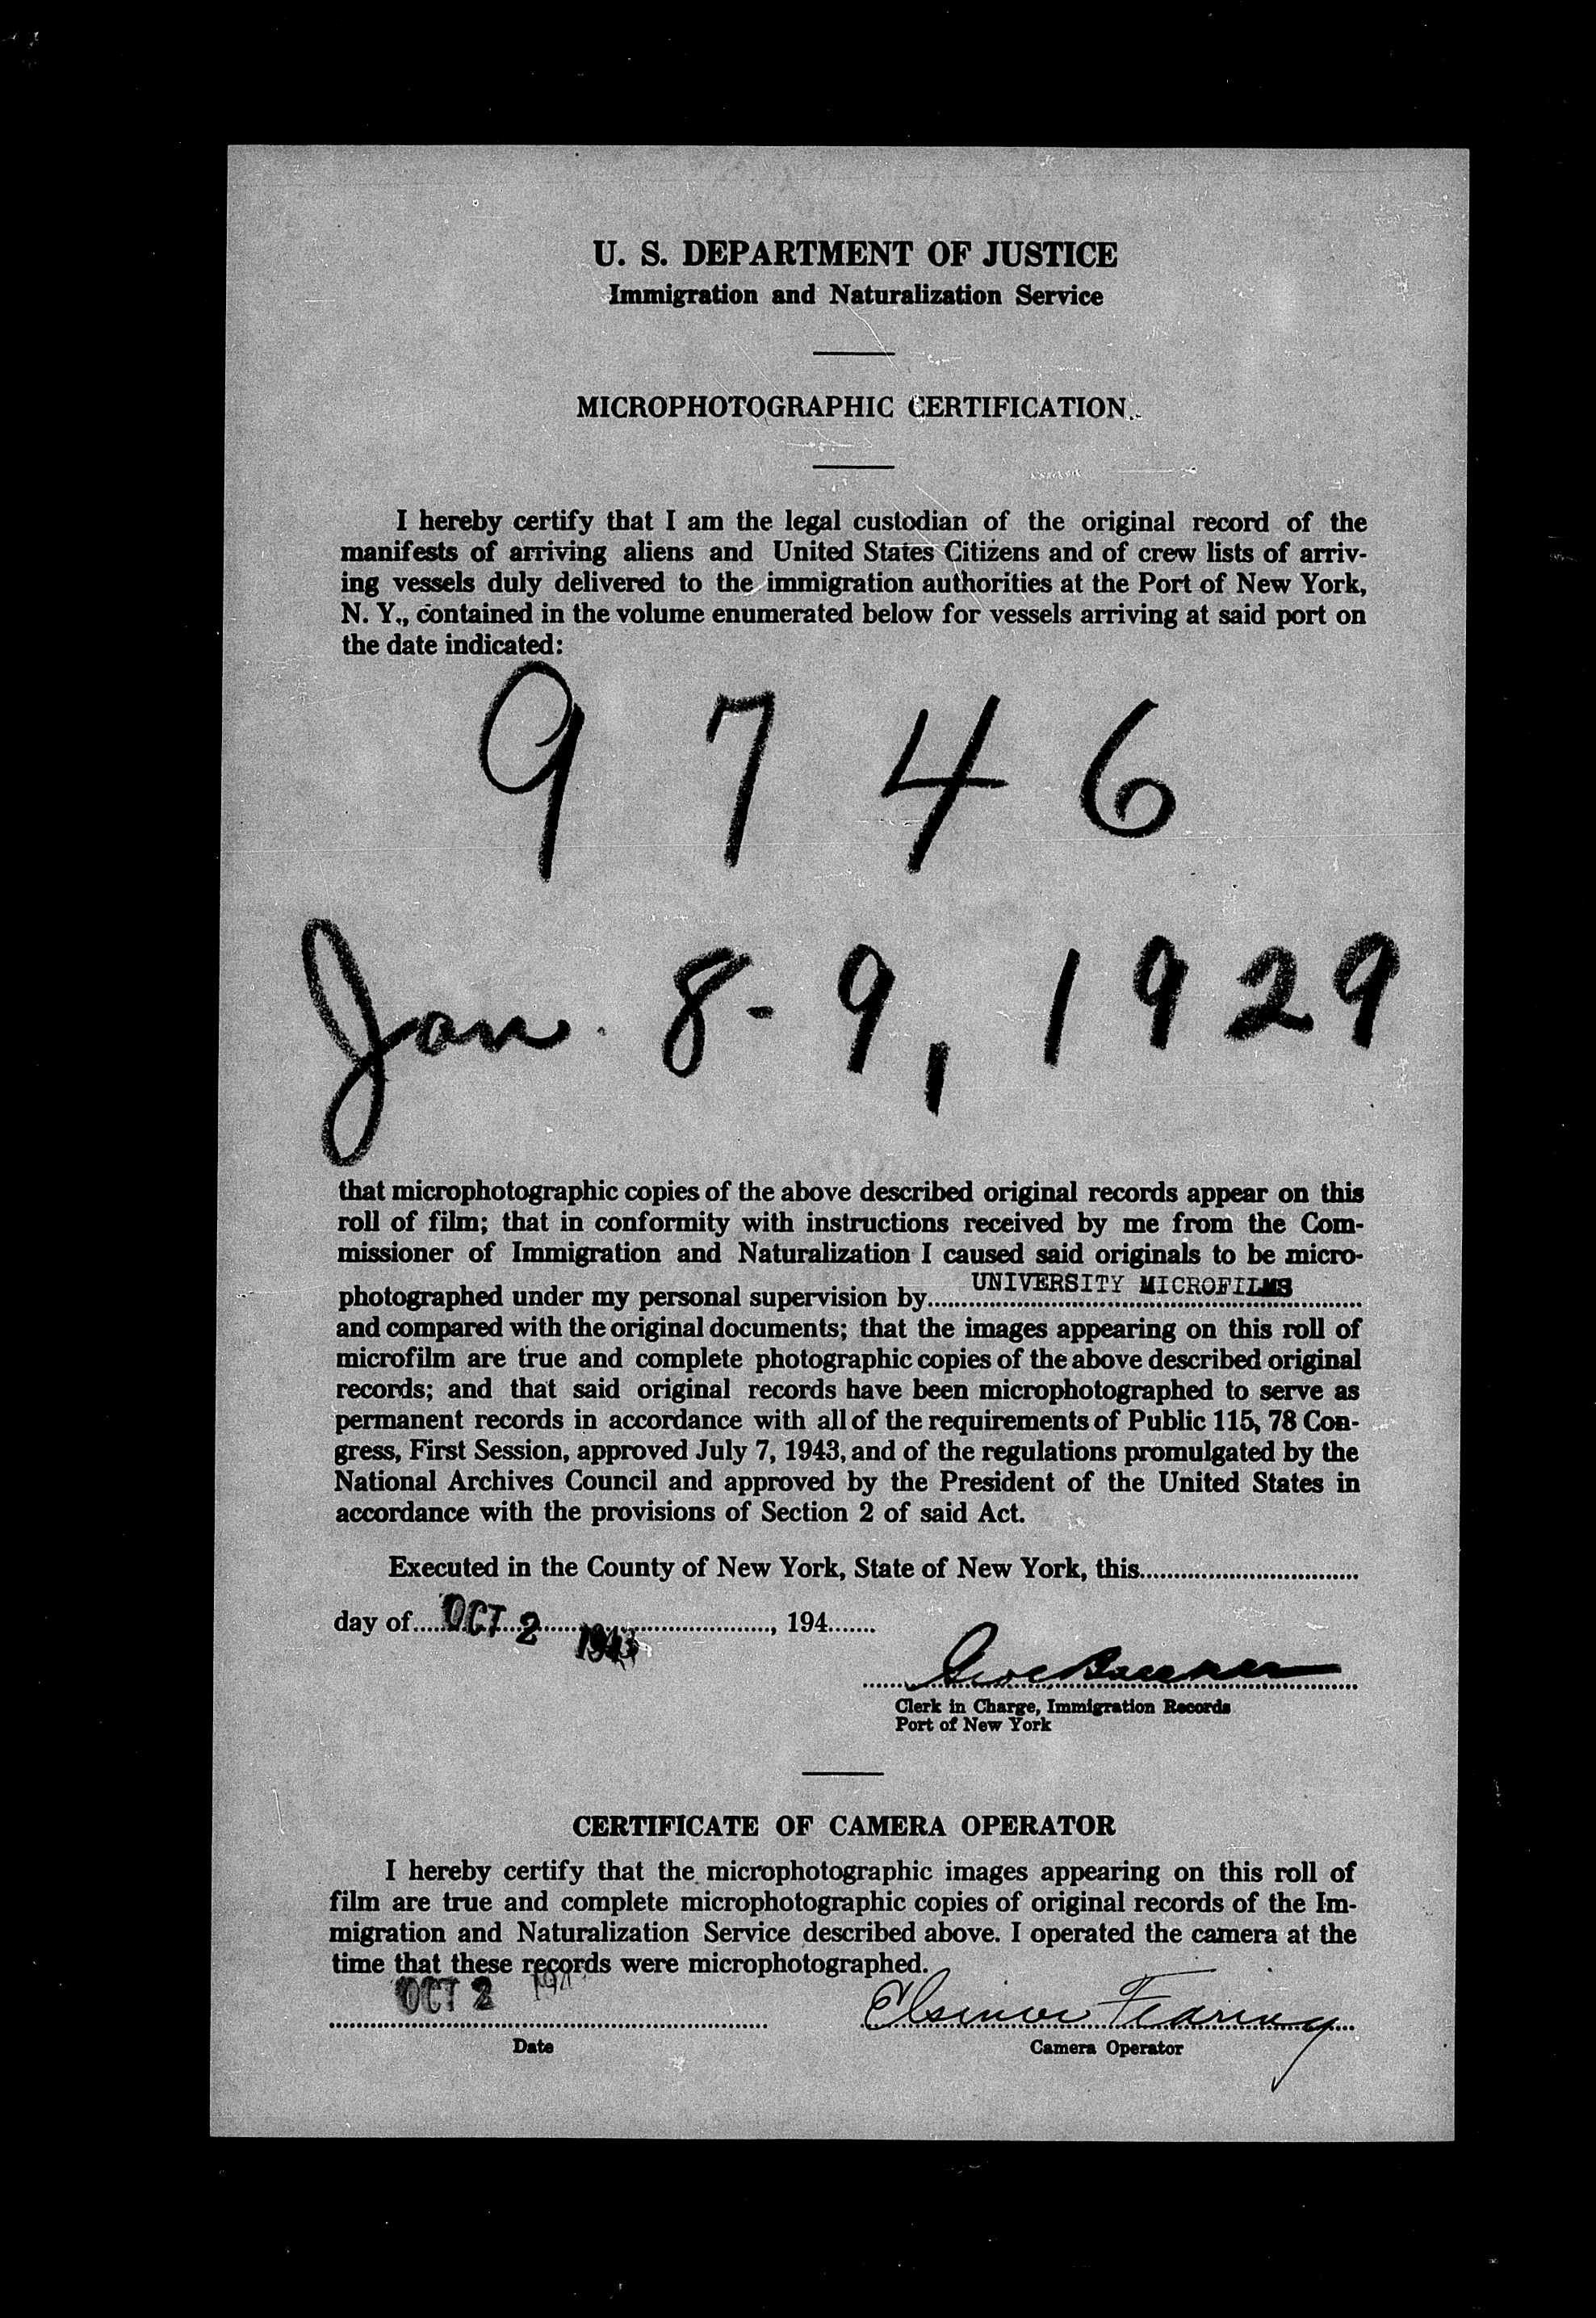 U. S. DEPARTMENT OF JUSTICE
Immigration and Naturalization Service
MICROPHOTOGRAPHIC CERTIFICATION
I hereby certify that I am the legal custodian of the original record of the
manifests of arriving aliens and United States Citizens and of crew lists of arriv-
ing vessels duly delivered to the immigration authorities at the Port of New York,
N. Y., contained in the volume enumerated below for vessels arriving at said port on
the date indicated:
9746
Jan. 8-9, 1929
that microphotographic copies of the above described original records appear on this
roll of film; that in conformity with instructions received by me from the Com-
missioner of Immigration and Naturalization I caused said originals to be micro-
photographed under my personal supervision by UNIVERSITY MICROFILMS
and compared with the original documents; that the images appearing on this roll of
microfilm are true and complete photographic copies of the above described original
records; and that said original records have been microphotographed to serve as
permanent records in accordance with all of the requirements of Public 115, 78 Con-
gress, First Session, approved July 7, 1943, and of the regulations promulgated by the
National Archives Council and approved by the President of the United States in
accordance with the provisions of Section 2 of said Act.
Executed in the County of New York, State of New York, this
day of OCT 2 , 194
Clerk in Charge, Immigration Records
Port of New York
CERTIFICATE OF CAMERA OPERATOR
I hereby certify that the microphotographic images appearing on this roll of
film are true and complete microphotographic copies of original records of the Im-
migration and Naturalization Service described above. I operated the camera at the
time that these records were microphotographed.
OCT 2
Fearing
Date
Camera Operator